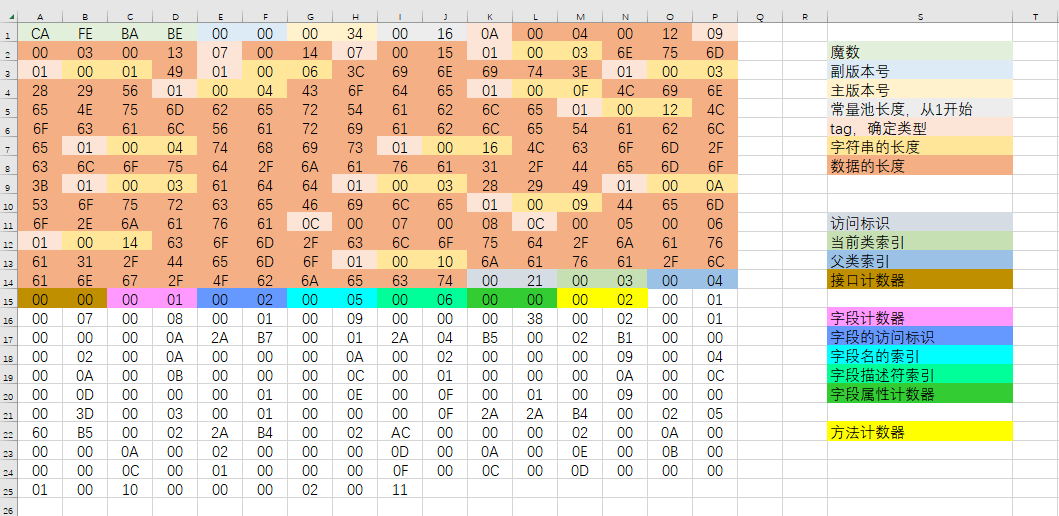 A B C D E F G H I J K L M N O P Q R S T
1 CA FE BA BE 00 00 00 34 00 16 0A 00 04 00 12 09
2 00 03 00 13 07 00 14 07 00 15 01 00 03 6E 75 6D 魔数
3 01 00 01 49 01 00 06 3C 69 6E 69 74 3E 01 00 03 副版本号
4 28 29 56 01 00 04 43 6F 64 65 01 00 0F 4C 69 6E 主版本号
5 65 4E 75 6D 62 65 72 54 61 62 6C 65 01 00 12 4C 常量池长度，从1开始
6 6F 63 61 6C 56 61 72 69 61 62 6C 65 54 61 62 6C tag，确定类型
7 65 01 00 04 74 68 69 73 01 00 16 4C 63 6F 6D 2F 字符串的长度
8 63 6C 6F 75 64 2F 6A 61 76 61 31 2F 44 65 6D 6F 数据的长度
9 3B 01 00 03 61 64 64 01 00 03 28 29 49 01 00 0A
10 53 6F 75 72 63 65 46 69 6C 65 01 00 09 44 65 6D
11 6F 2E 6A 61 76 61 0C 00 07 00 08 0C 00 05 00 06 访问标识
12 01 00 14 63 6F 6D 2F 63 6C 6F 75 64 2F 6A 61 76 当前类索引
13 61 31 2F 44 65 6D 6F 01 00 10 6A 61 76 61 2F 6C 父类索引
14 61 6E 67 2F 4F 62 6A 65 63 74 00 21 00 03 00 04 接口计数器
15 00 00 00 01 00 02 00 05 00 06 00 00 00 02 00 01
16 00 07 00 08 00 01 00 09 00 00 00 38 00 02 00 01 字段计数器
17 00 00 00 0A 2A B7 00 01 2A 04 B5 00 02 B1 00 00 字段的访问标识
18 00 02 00 0A 00 00 00 0A 00 02 00 00 00 09 00 04 字段名的索引
19 00 0A 00 0B 00 00 00 0C 00 01 00 00 00 0A 00 0C 字段描述符索引
20 00 0D 00 00 00 01 00 0E 00 0F 00 01 00 09 00 00 字段属性计数器
21 00 3D 00 03 00 01 00 00 00 0F 2A 2A B4 00 02 05
22 60 B5 00 02 2A B4 00 02 AC 00 00 00 02 00 0A 00 方法计数器
23 00 00 0A 00 02 00 00 00 0D 00 0A 00 0E 00 0B 00
24 00 00 0C 00 01 00 00 0F 00 0C 00 0D 00 00 00
25 01 00 10 00 00 00 02 00 11
26